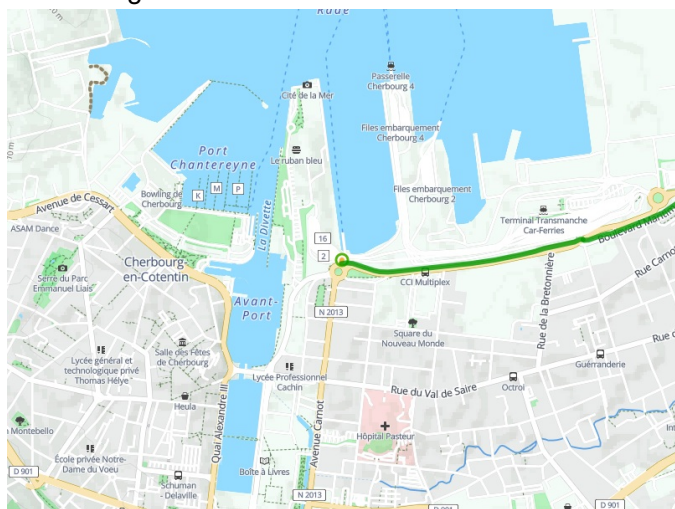 Rade
Passerelle
Cherbourg 4
Cité de la Mer
Files embarquement
Cherbourg 4
Port
Chantereyne
Le ruban bleu
Files embarquement
Cherbourg 2
Bowling de
Cherbourg
K
M
P
Avenue de Cessart
La Divette
Terminal Transmanche
Car-Ferries
ASAM Dance
16
2
Rue Carnot
Cherbourg-
en-Cotentin
Serre du Parc
Emmanuel Liais
CCI Multiplex
Rue de la Bretonnière
Avant-
Port
N 2013
Square du
Nouveau Monde
Salle des Fêtes
de Cherbourg
Lycée général et
technologique privé
Thomas Hélye
Lycée Professionnel
Cachin
Rue du Val de Saire
Octroi
Guérranderie
Heula
Quai Alexandre III
Avenue Carnot
Montebello
Hôpital Pasteur
École privée Notre-
Dame du Voeu
Boîte à Livres
D 901
Schuman
- Delaville
N 2013
D 901